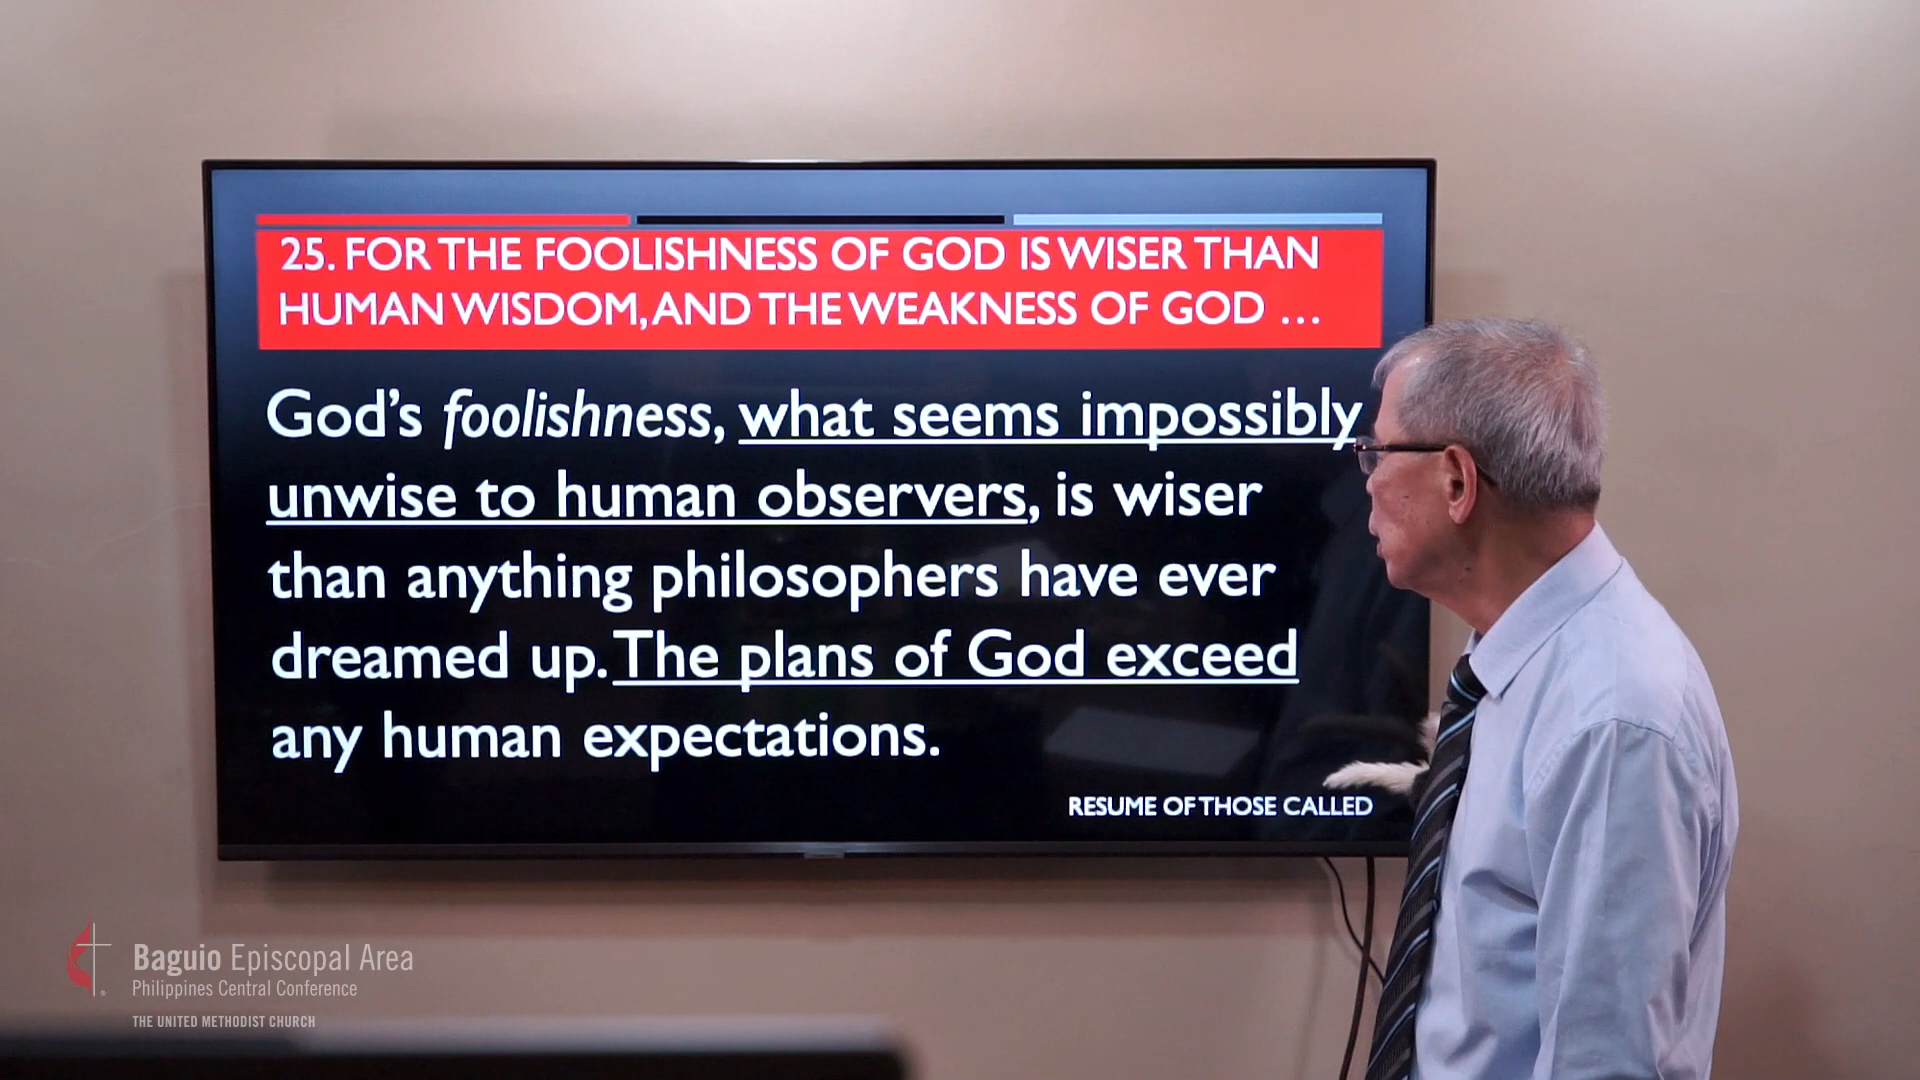 25. FOR THE FOOLISHNESS OF GOD IS WISER THAN
HUMAN WISDOM, AND THE WEAKNESS OF GOD ...
God's foolishness, what seems impossibly
unwise to human observers, is wiser
than anything philosophers have ever
dreamed up. The plans of God exceed
any human expectations.
RESUME OF THOSE CALLED
Baguio Episcopal Area
Philippines Central Conference
THE UNITED METHODIST CHURCH